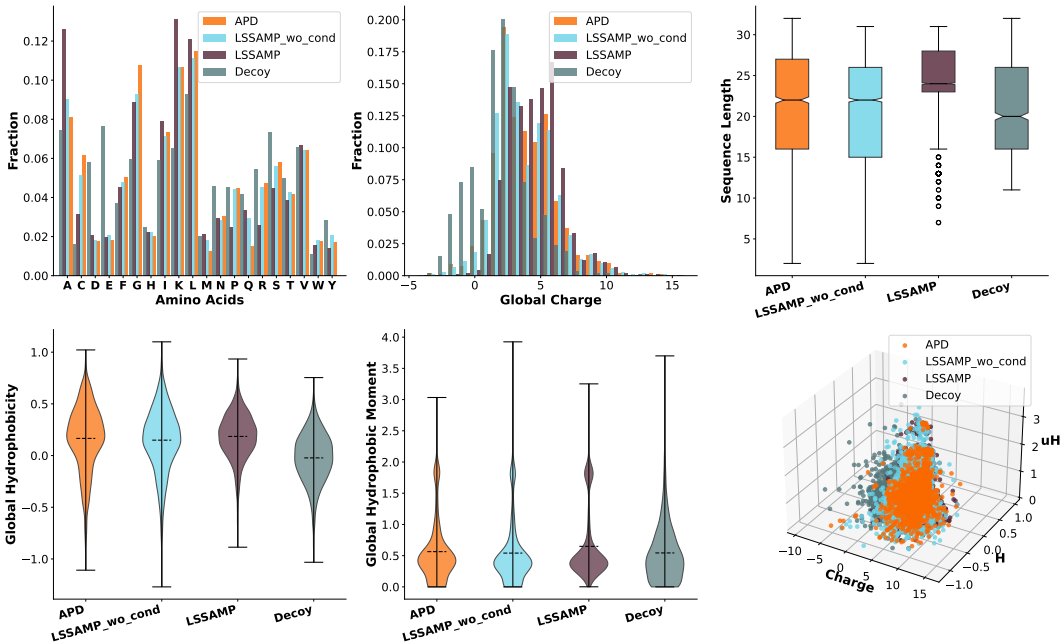 APD
LSSAMP_wo_cond
LSSAMP
Decoy
Fraction
0.00
0.02
0.04
0.06
0.08
0.10
0.12
A C D E F G H I K L M N P Q R S T V W Y
Amino Acids
APD
LSSAMP_wo_cond
LSSAMP
Decoy
Fraction
0.000
0.025
0.050
0.075
0.100
0.125
0.150
0.175
0.200
−5 0 5 10 15
Global Charge
Sequence Length
5
10
15
20
25
30
APD LSSAMP_wo_cond LSSAMP Decoy
Global Hydrophobicity
1.0
0.5
0.0
−0.5
−1.0
APD LSSAMP_wo_cond LSSAMP Decoy
Global Hydrophobic Moment
4.0
3.5
3.0
2.5
2.0
1.5
1.0
0.5
0.0
APD LSSAMP_wo_cond LSSAMP Decoy
APD
LSSAMP_wo_cond
LSSAMP
Decoy
uH
3
2
1
0
1.0
0.5
0.0
−0.5
−1.0
H
−10 −5 0 5 10 15
Charge